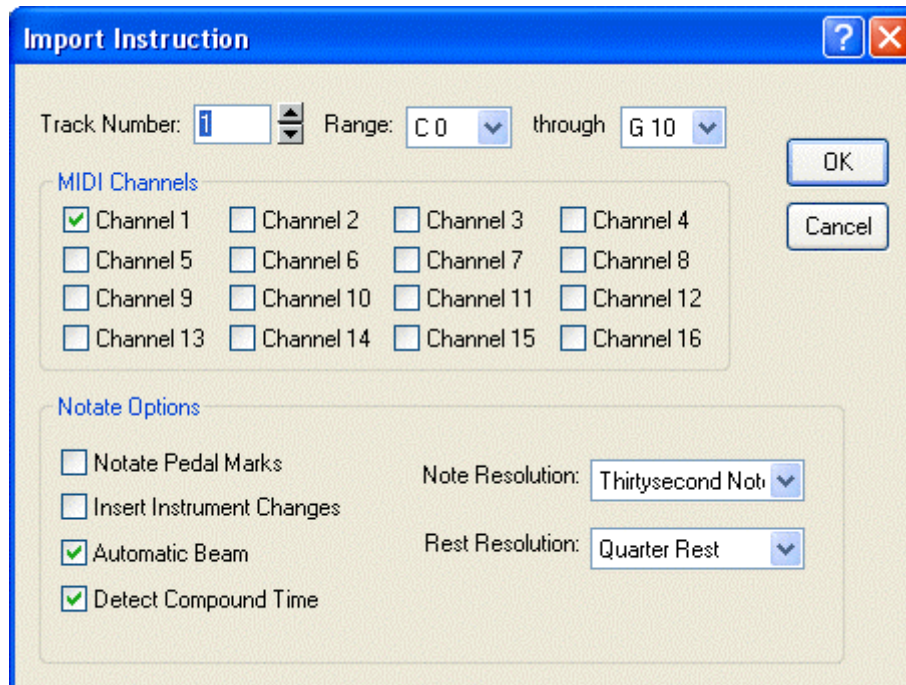 Import Instruction
Track Number: 1 Range: C 0 through G 10
OK
MIDI Channels
Channel 1 Channel 2 Channel 3 Channel 4
Cancel
Channel 5 Channel 6 Channel 7 Channel 8
Channel 9 Channel 10 Channel 11 Channel 12
Channel 13 Channel 14 Channel 15 Channel 16
Notate Options
Notate Pedal Marks
Note Resolution: Thirtysecond Not
Insert Instrument Changes
Rest Resolution: Quarter Rest
Automatic Beam
Detect Compound Time